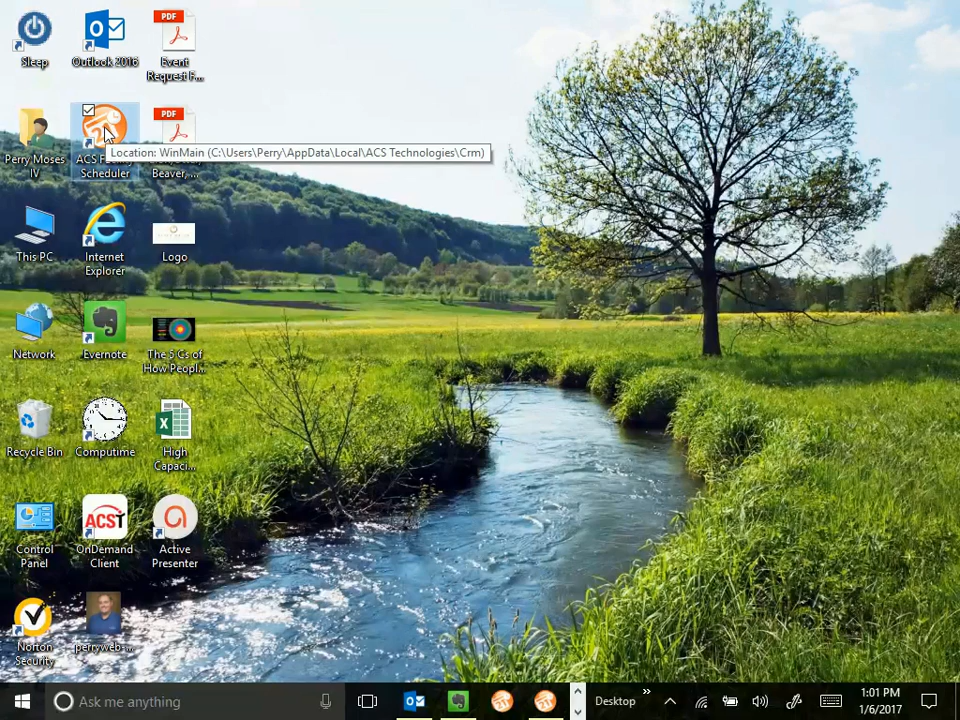 Sleep
Outlook 2016
PDF
Event
Request F...
Perry Moses
IV
ACS F
Scheduler
PDF
Beaver, ...
Location: WinMain (C:\Users\Perry\AppData\Local\ACS Technologies\Crm)
This PC
Internet
Explorer
Logo
Network
Evernote
The 5 Cs of
How Peopl...
Recycle Bin
Computime
High
Capaci...
Control
Panel
ACST
OnDemand
Client
Active
Presenter
Norton
Security
perryweb-...
Ask me anything
Desktop
»
1:01 PM
1/6/2017